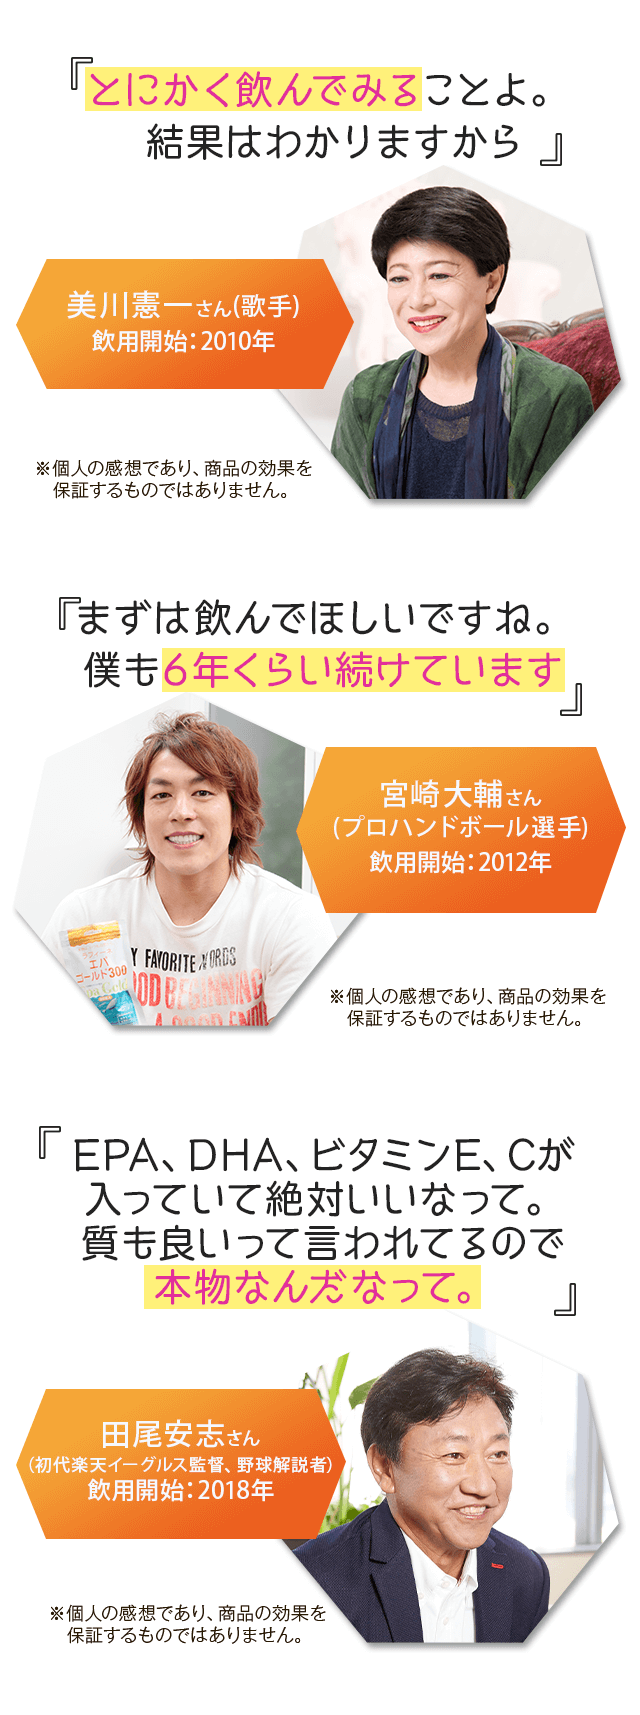 『とにかく飲んでみることよ。
結果はわかりますから』
美川憲一さん(歌手)
飲用開始：2010年
※個人の感想であり、商品の効果を
保証するものではありません。
『まずは飲んでほしいですね。
僕も6年くらい続けています』
宮崎大輔さん
(プロハンドボール選手)
飲用開始：2012年
エパ
ゴールド300
MY FAVORITE WORDS
GOOD BEGINNING
※個人の感想であり、商品の効果を
保証するものではありません。
『EPA、DHA、ビタミンE、Cが
入っていて絶対いいなって。
質も良いって言われてるので
本物なんだなって。』
田尾安志さん
(初代楽天イーグルス監督、野球解説者)
飲用開始：2018年
※個人の感想であり、商品の効果を
保証するものではありません。